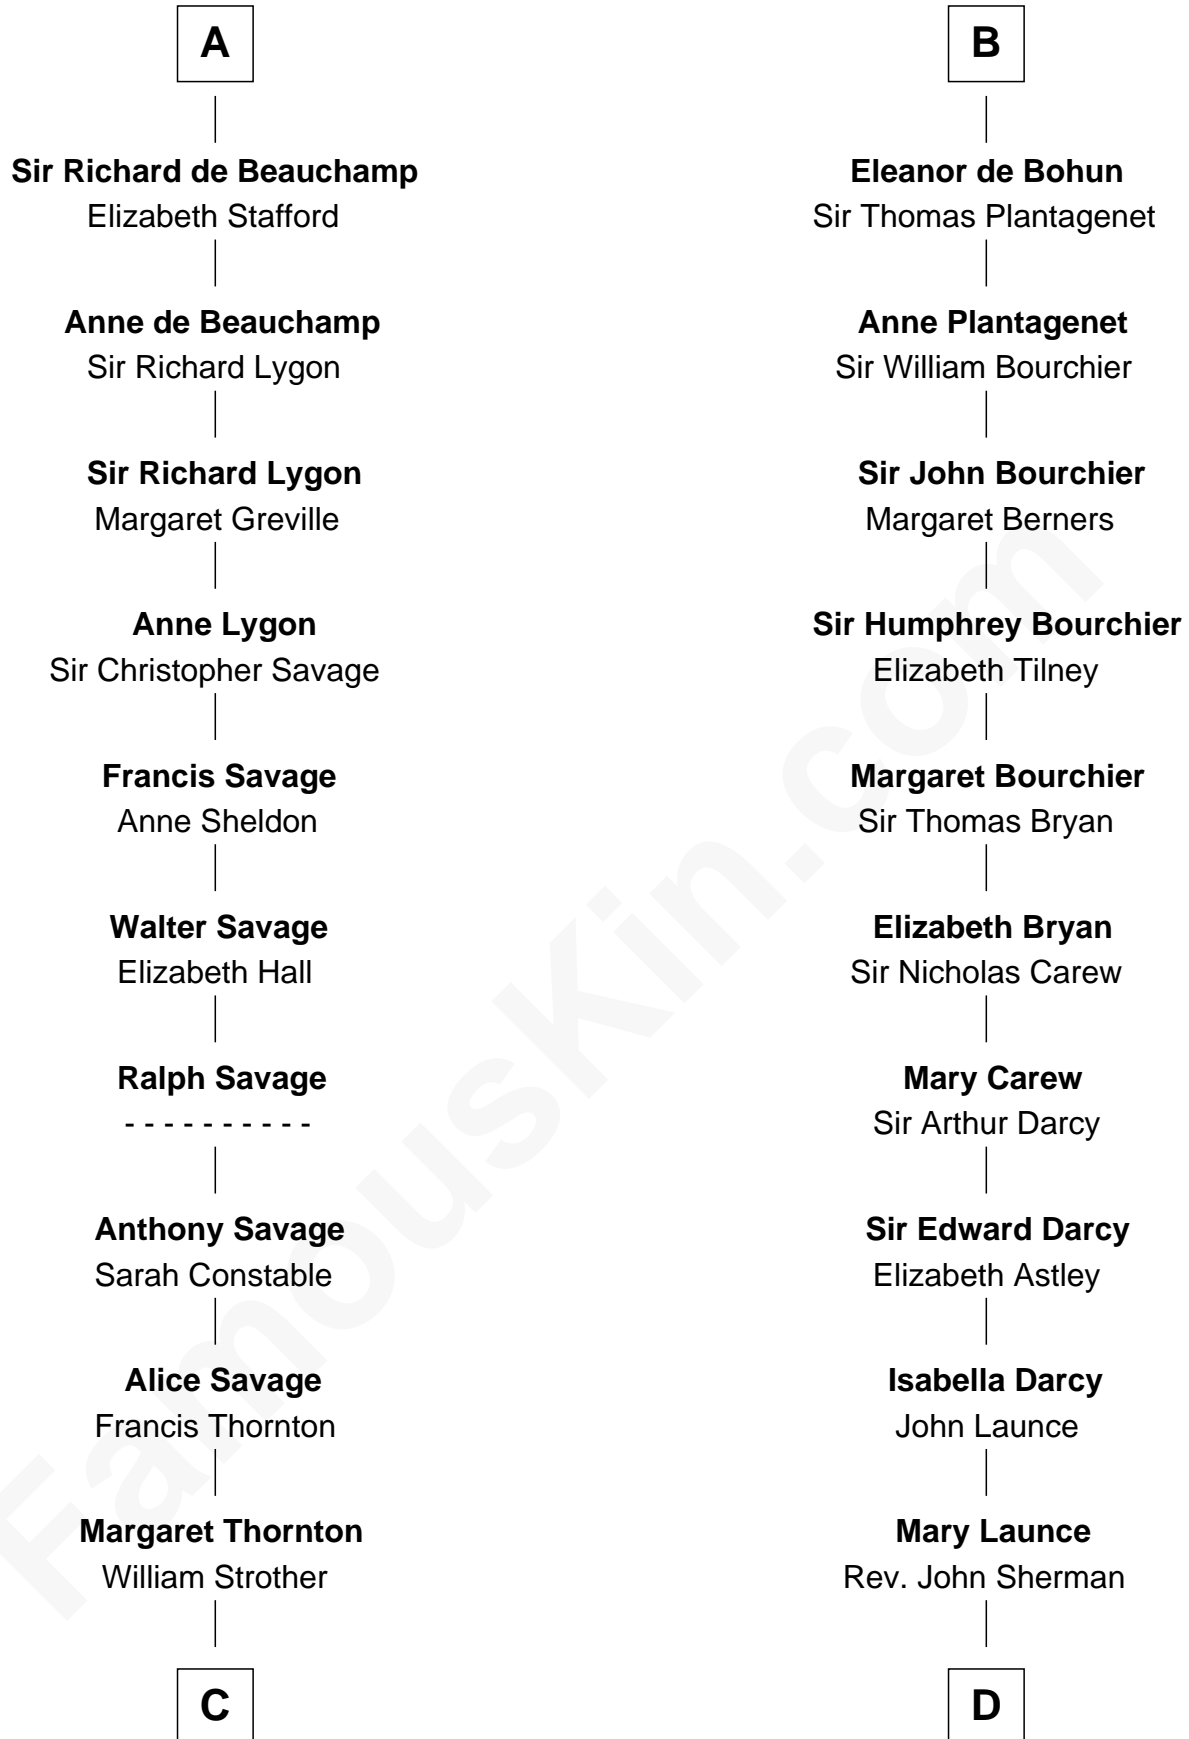 A
Sir Richard de Beauchamp
Elizabeth Stafford
Anne de Beauchamp
Sir Richard Lygon
Sir Richard Lygon
Margaret Greville
Anne Lygon
Sir Christopher Savage
Francis Savage
Anne Sheldon
Walter Savage
Elizabeth Hall
Ralph Savage
- - - - - - - - - -
Anthony Savage
Sarah Constable
Alice Savage
Francis Thornton
Margaret Thornton
William Strother
C
B
Eleanor de Bohun
Sir Thomas Plantagenet
Anne Plantagenet
Sir William Bourchier
Sir John Bourchier
Margaret Berners
Sir Humphrey Bourchier
Elizabeth Tilney
Margaret Bourchier
Sir Thomas Bryan
Elizabeth Bryan
Sir Nicholas Carew
Mary Carew
Sir Arthur Darcy
Sir Edward Darcy
Elizabeth Astley
Isabella Darcy
John Launce
Mary Launce
Rev. John Sherman
D
FamousKin.com